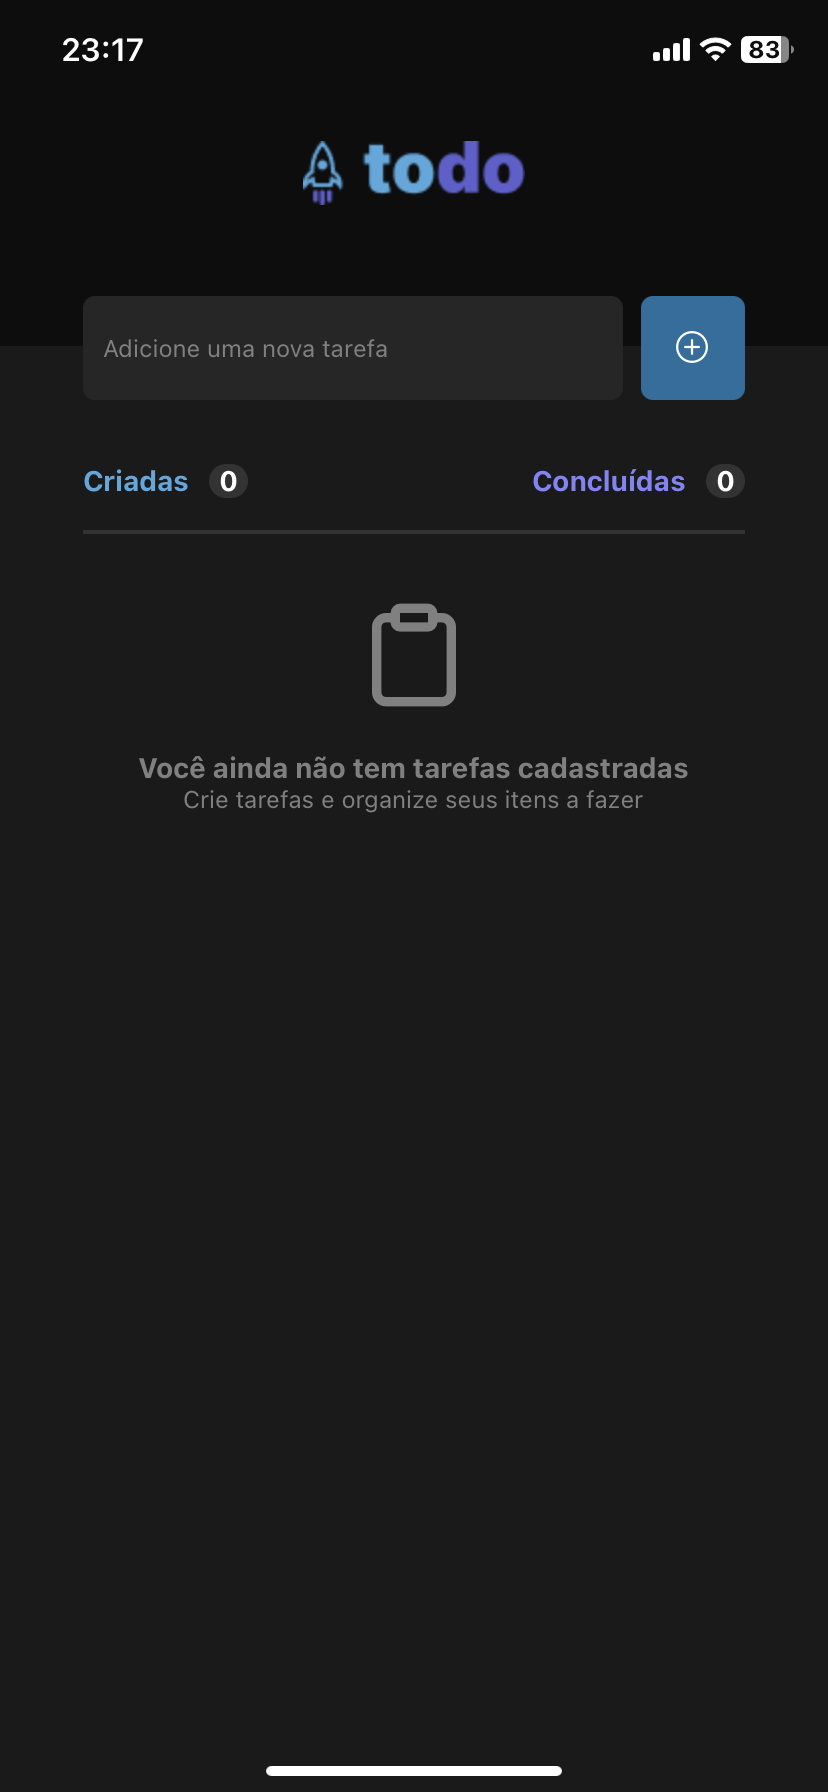 23:17
83
todo
Adicione uma nova tarefa
Criadas 0
Concluídas 0
Você ainda não tem tarefas cadastradas
Crie tarefas e organize seus itens a fazer